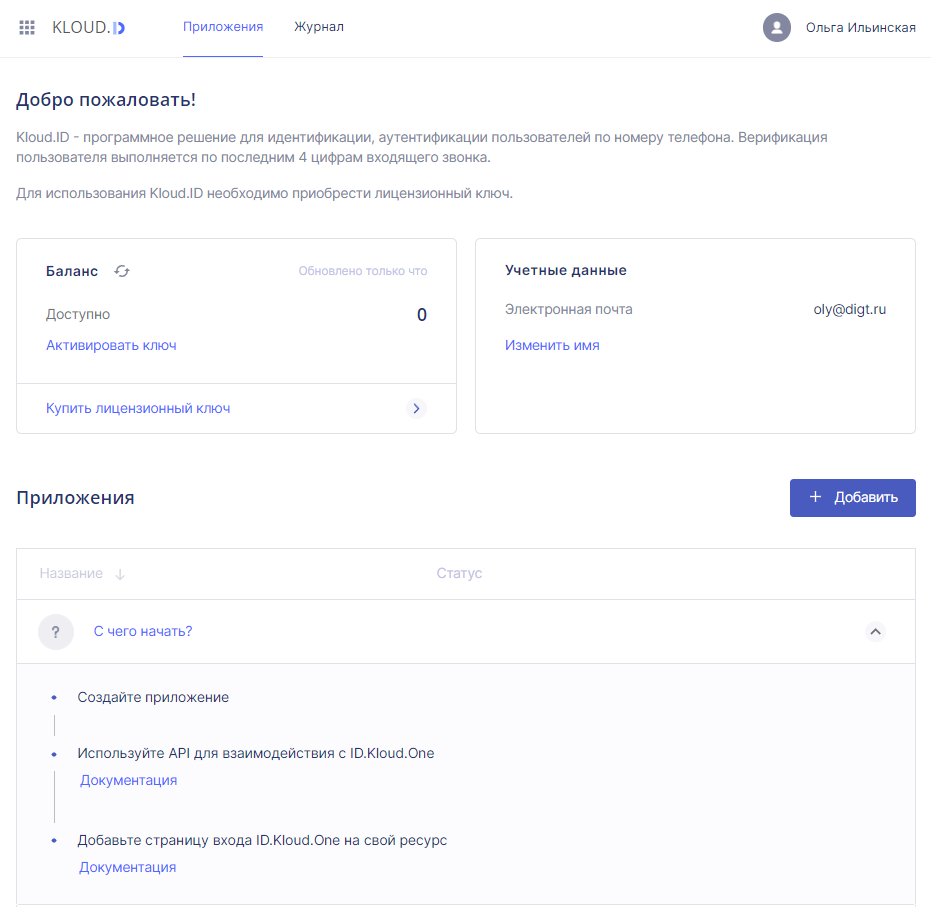 KLOUD.ID
Приложения
Журнал
Ольга Ильинская
Добро пожаловать!
Kloud.ID - программное решение для идентификации, аутентификации пользователей по номеру телефона. Верификация
пользователя выполняется по последним 4 цифрам входящего звонка.
Для использования Kloud.ID необходимо приобрести лицензионный ключ.
Баланс
Обновлено только что
Доступно
0
Активировать ключ
Купить лицензионный ключ
Учетные данные
Электронная почта
oly@digt.ru
Изменить имя
Приложения
+ Добавить
Название ↓
Статус
?
С чего начать?
Создайте приложение
Используйте API для взаимодействия с ID.Kloud.One
Документация
Добавьте страницу входа ID.Kloud.One на свой ресурс
Документация